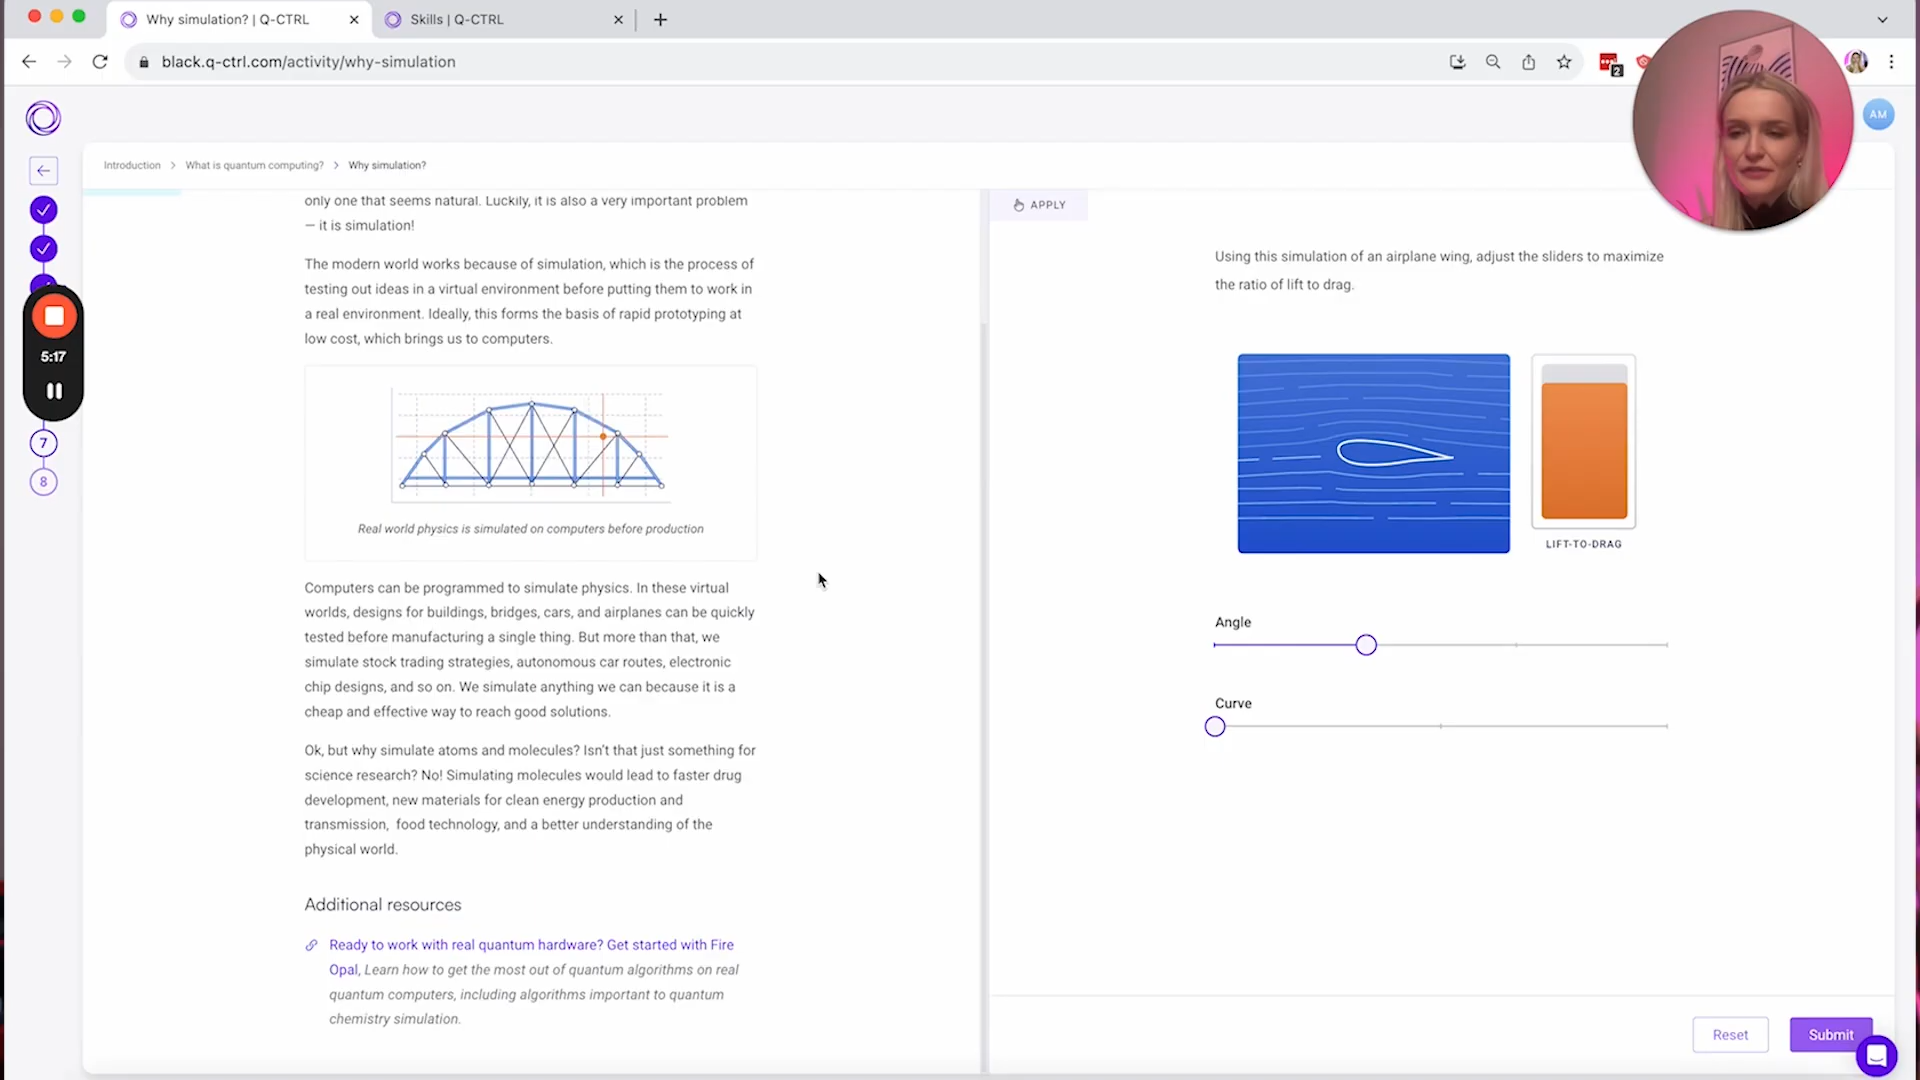 Why simulation? | Q-CTRL
Skills | Q-CTRL
black.q-ctrl.com/activity/why-simulation
2
AM
Introduction > What is quantum computing? > Why simulation?
only one that seems natural. Luckily, it is also a very important problem
— it is simulation!
The modern world works because of simulation, which is the process of
testing out ideas in a virtual environment before putting them to work in
a real environment. Ideally, this forms the basis of rapid prototyping at
low cost, which brings us to computers.
Real world physics is simulated on computers before production
Computers can be programmed to simulate physics. In these virtual
worlds, designs for buildings, bridges, cars, and airplanes can be quickly
tested before manufacturing a single thing. But more than that, we
simulate stock trading strategies, autonomous car routes, electronic
chip designs, and so on. We simulate anything we can because it is a
cheap and effective way to reach good solutions.
Ok, but why simulate atoms and molecules? Isn't that just something for
science research? No! Simulating molecules would lead to faster drug
development, new materials for clean energy production and
transmission, food technology, and a better understanding of the
physical world.
Additional resources
Ready to work with real quantum hardware? Get started with Fire
Opal, Learn how to get the most out of quantum algorithms on real
quantum computers, including algorithms important to quantum
chemistry simulation.
5:17
7
8
APPLY
Using this simulation of an airplane wing, adjust the sliders to maximize
the ratio of lift to drag.
LIFT-TO-DRAG
Angle
Curve
Reset
Submit